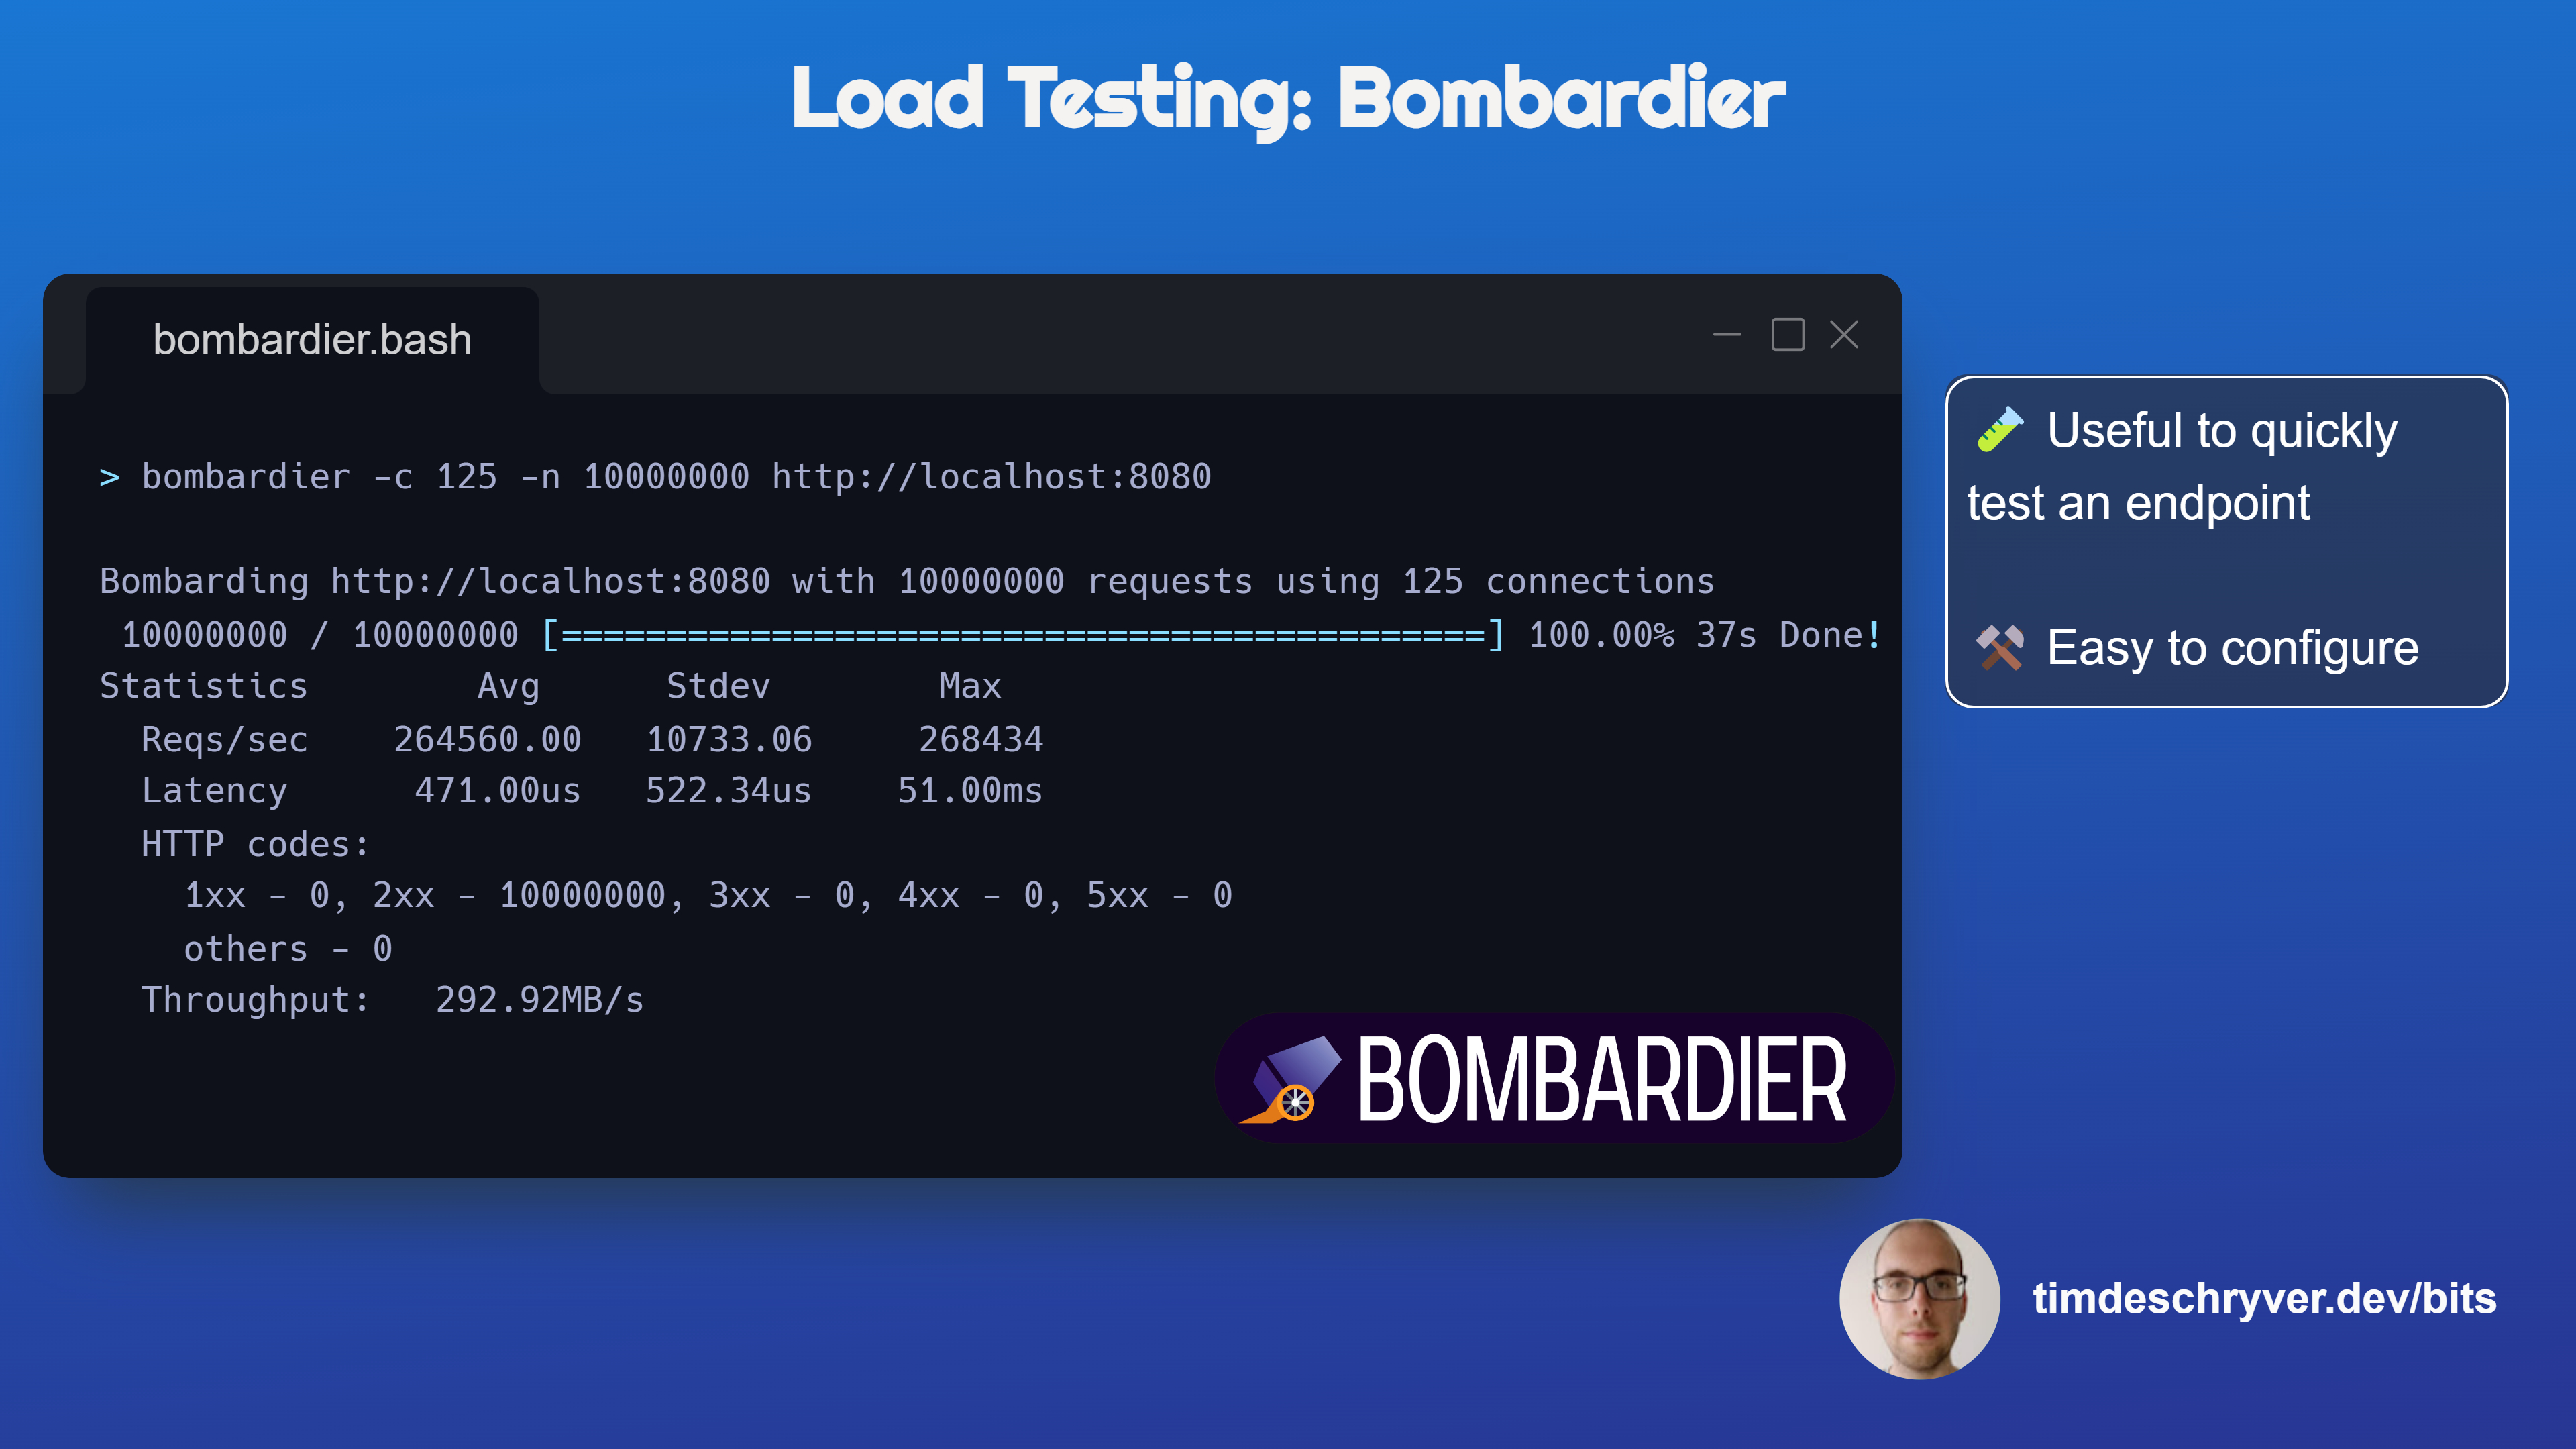 Load Testing: Bombardier
bombardier.bash
> bombardier -c 125 -n 10000000 http://localhost:8080
Bombarding http://localhost:8080 with 10000000 requests using 125 connections
10000000 / 10000000 [============================================] 100.00% 37s Done!
Statistics Avg Stdev Max
Reqs/sec 264560.00 10733.06 268434
Latency 471.00us 522.34us 51.00ms
HTTP codes:
1xx - 0, 2xx - 10000000, 3xx - 0, 4xx - 0, 5xx - 0
others - 0
Throughput: 292.92MB/s
BOMBARDIER
🧪 Useful to quickly
test an endpoint
⚒️ Easy to configure
timdeschryver.dev/bits